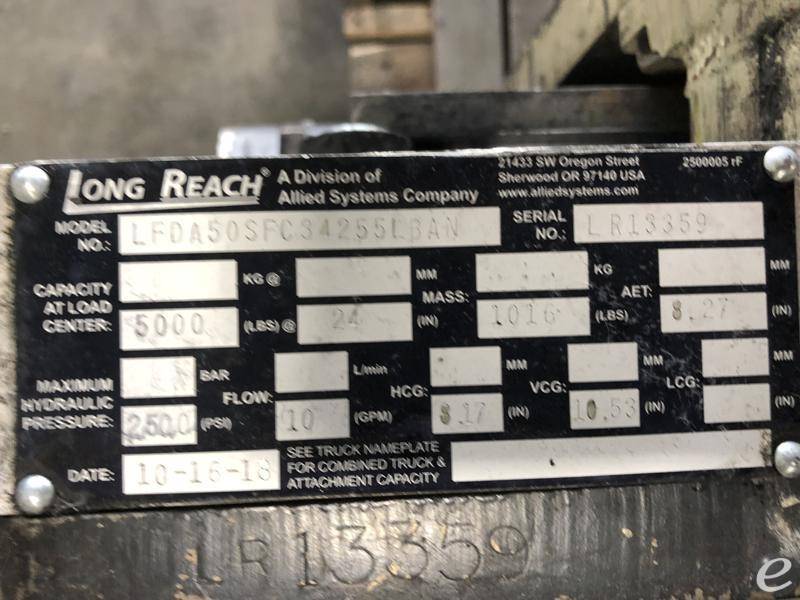 LONG REACH® A Division of Allied Systems Company
21433 SW Oregon Street 2500005 rF
Sherwood OR 97140 USA
www.alliedsystems.com
MODEL NO.: LFDA50SFC34255LBAN SERIAL NO.: LR13359
CAPACITY AT LOAD CENTER: KG @ MM MASS: KG AET: MM
5000 (LBS) @ 24 (IN) 1016 (LBS) 8.27 (IN)
MAXIMUM HYDRAULIC PRESSURE: BAR FLOW: L/min HCG: MM VCG: MM LCG: MM
2500 (PSI) 10 (GPM) 8.17 (IN) 10.53 (IN) (IN)
DATE: 10-16-18 SEE TRUCK NAMEPLATE
FOR COMBINED TRUCK &
ATTACHMENT CAPACITY
LR13359
e